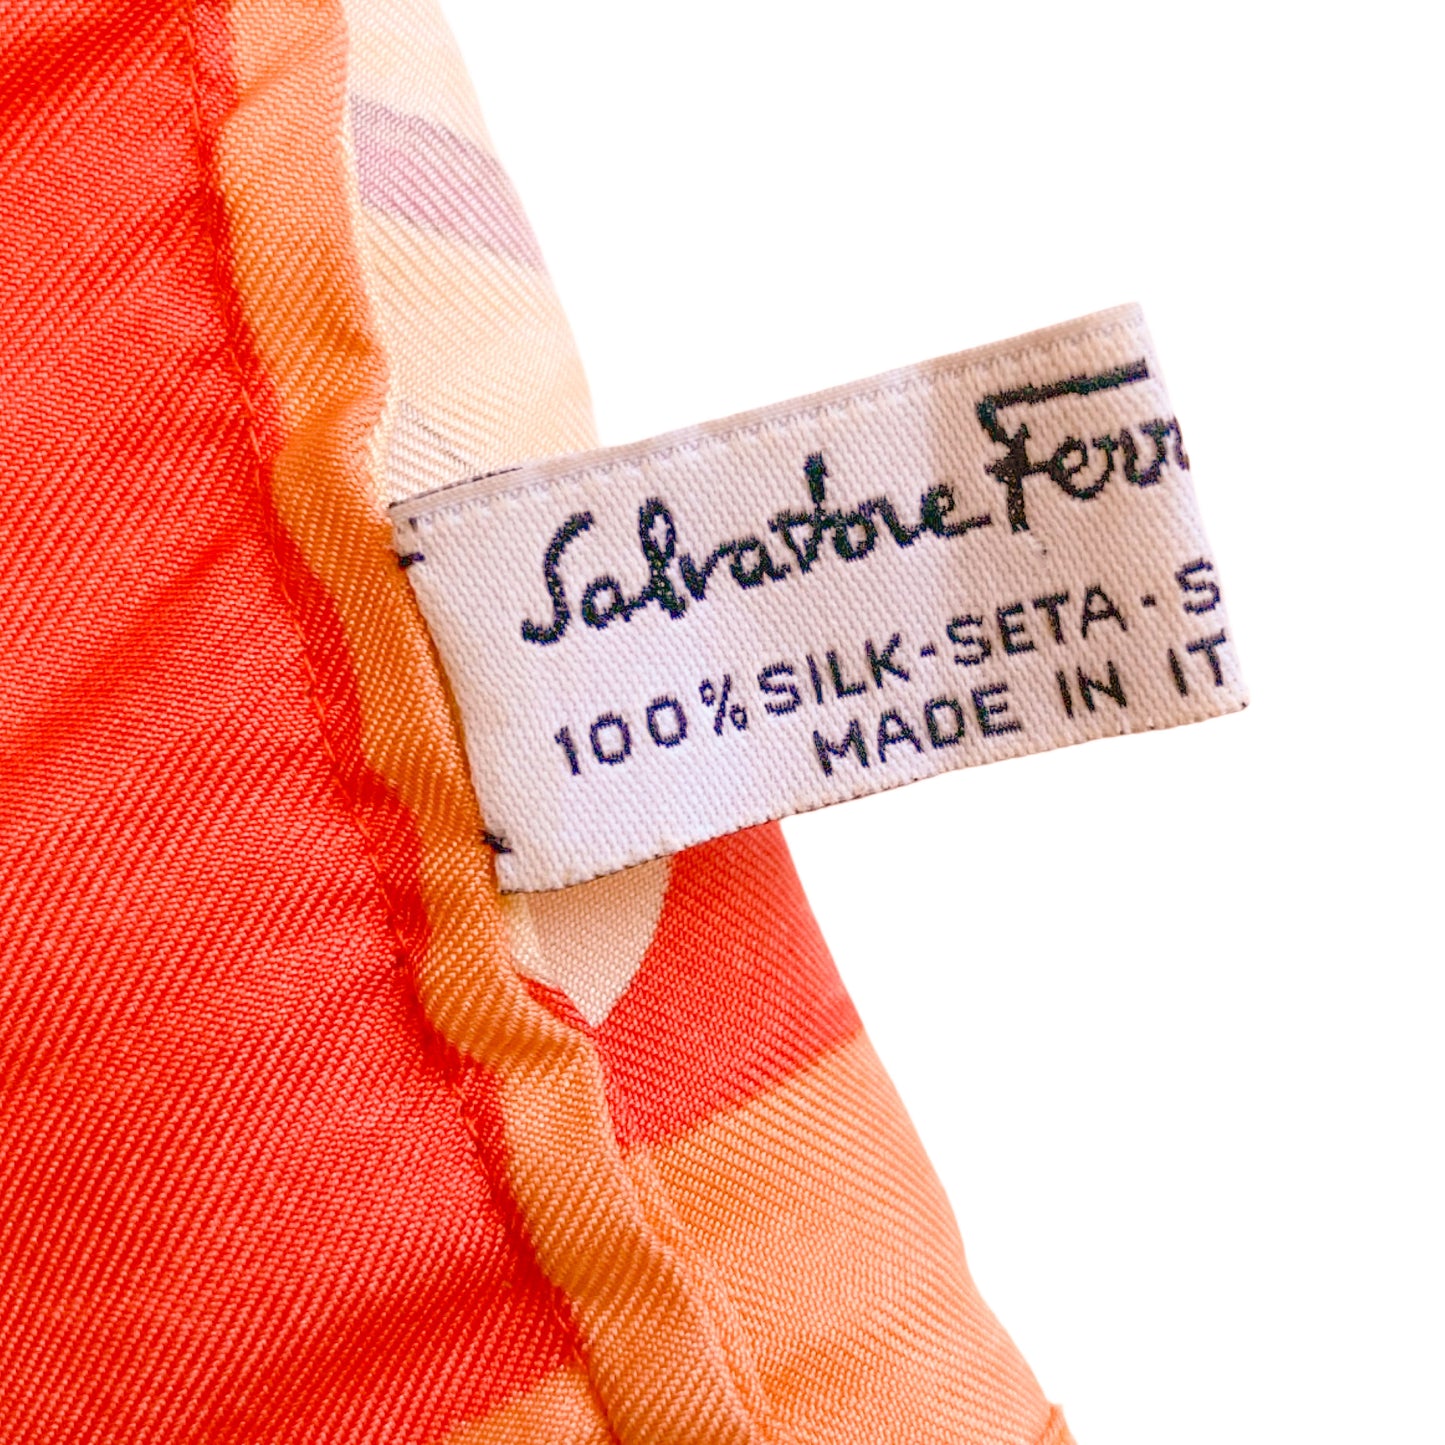 Salvatore Ferr
100% SILK-SETA-S
MADE IN IT